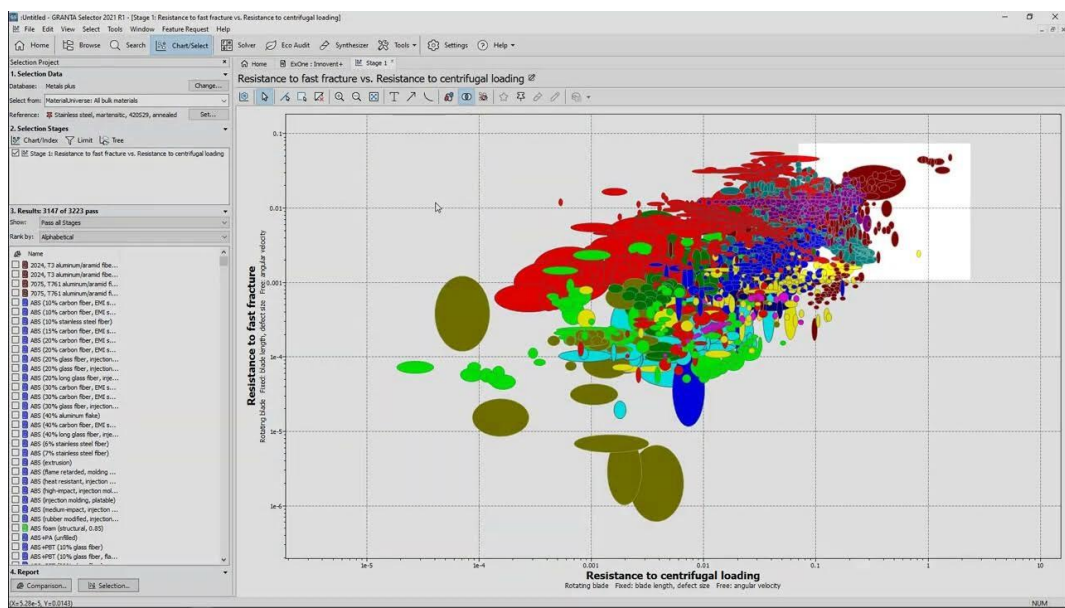 :Untitled - GRANTA Selector 2021 R1 - [Stage 1: Resistance to fast fracture vs. Resistance to centrifugal loading]
File Edit View Select Tools Window Feature Request Help
Home Browse Search Chart/Select Solver Eco Audit Synthesizer Tools Settings Help
Selection Project
1. Selection Data
Database: Metals plus Change...
Select from: MaterialUniverse: All bulk materials
Reference: Stainless steel, martensitic, 420S29, annealed Set...
2. Selection Stages
Chart/Index Limit Tree
Stage 1: Resistance to fast fracture vs. Resistance to centrifugal loading
3. Results: 3147 of 3223 pass
Show: Pass all Stages
Rank by: Alphabetical
Name
2024, T3 aluminum/aramid fibe...
2024, T3 aluminum/aramid fibe...
7075, T761 aluminum/aramid fi...
7075, T761 aluminum/aramid fi...
ABS (10% carbon fiber, EMI s...
ABS (10% carbon fiber, EMI s...
ABS (10% stainless steel fiber)
ABS (15% carbon fiber, EMI s...
ABS (20% carbon fiber, EMI s...
ABS (20% carbon fiber, EMI s...
ABS (20% glass fiber, injection...
ABS (20% glass fiber, injection...
ABS (20% long glass fiber, inje...
ABS (30% carbon fiber, EMI s...
ABS (30% carbon fiber, EMI s...
ABS (30% glass fiber, injection...
ABS (40% aluminum flake)
ABS (40% carbon fiber, EMI s...
ABS (40% long glass fiber, inje...
ABS (6% stainless steel fiber)
ABS (7% stainless steel fiber)
ABS (extrusion)
ABS (flame retarded, molding ...
ABS (heat resistant, injection ...
ABS (high-impact, injection mol...
ABS (injection molding, platable)
ABS (medium-impact, injection ...
ABS (rubber modified, injection...
ABS foam (structural, 0.85)
ABS+PA (unfilled)
ABS+PBT (10% glass fiber)
ABS+PBT (10% glass fiber, fla...
4. Report
Comparison... Selection...
(X=5.28e-5, Y=0.0143)
Home ExOne : Innovent+ Stage 1
Resistance to fast fracture vs. Resistance to centrifugal loading
Resistance to fast fracture
Rotating blade Fixed: blade length, defect size Free: angular velocity
0.1
0.01
0.001
1e-4
1e-5
1e-6
1e-5 1e-4 0.001 0.01 0.1 1 10
Resistance to centrifugal loading
Rotating blade Fixed: blade length, defect size Free: angular velocity
NUM